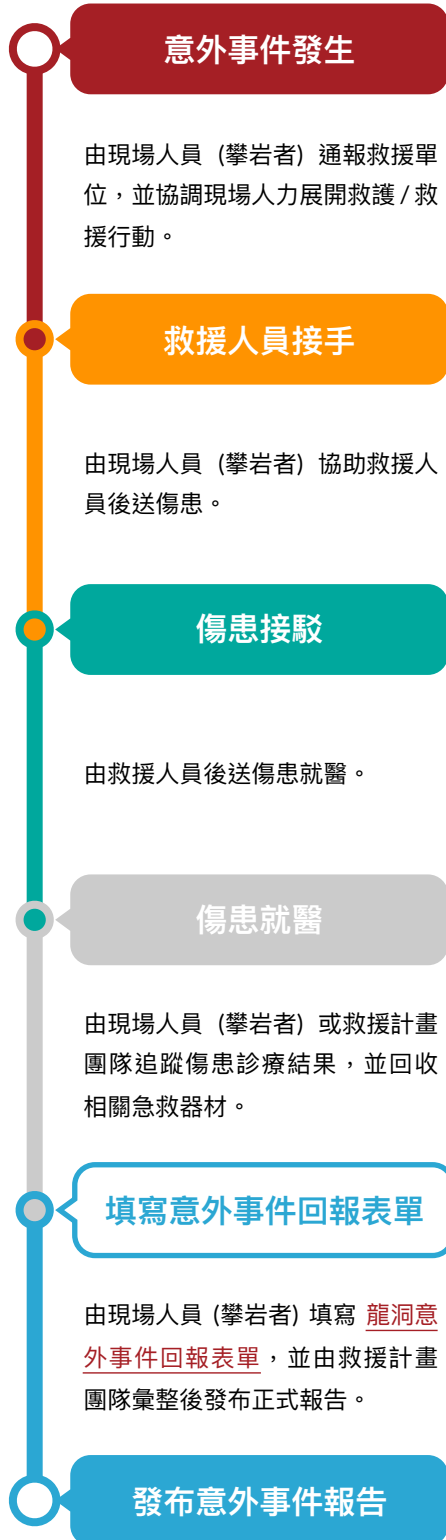 意外事件發生
由現場人員 (攀岩者) 通報救援單
位，並協調現場人力展開救護 / 救
援行動。
救援人員接手
由現場人員 (攀岩者) 協助救援人
員後送傷患。
傷患接駁
由救援人員後送傷患就醫。
傷患就醫
由現場人員 (攀岩者) 或救援計畫
團隊追蹤傷患診療結果，並回收
相關急救器材。
填寫意外事件回報表單
由現場人員 (攀岩者) 填寫 龍洞意
外事件回報表單，並由救援計畫
團隊彙整後發布正式報告。
發布意外事件報告